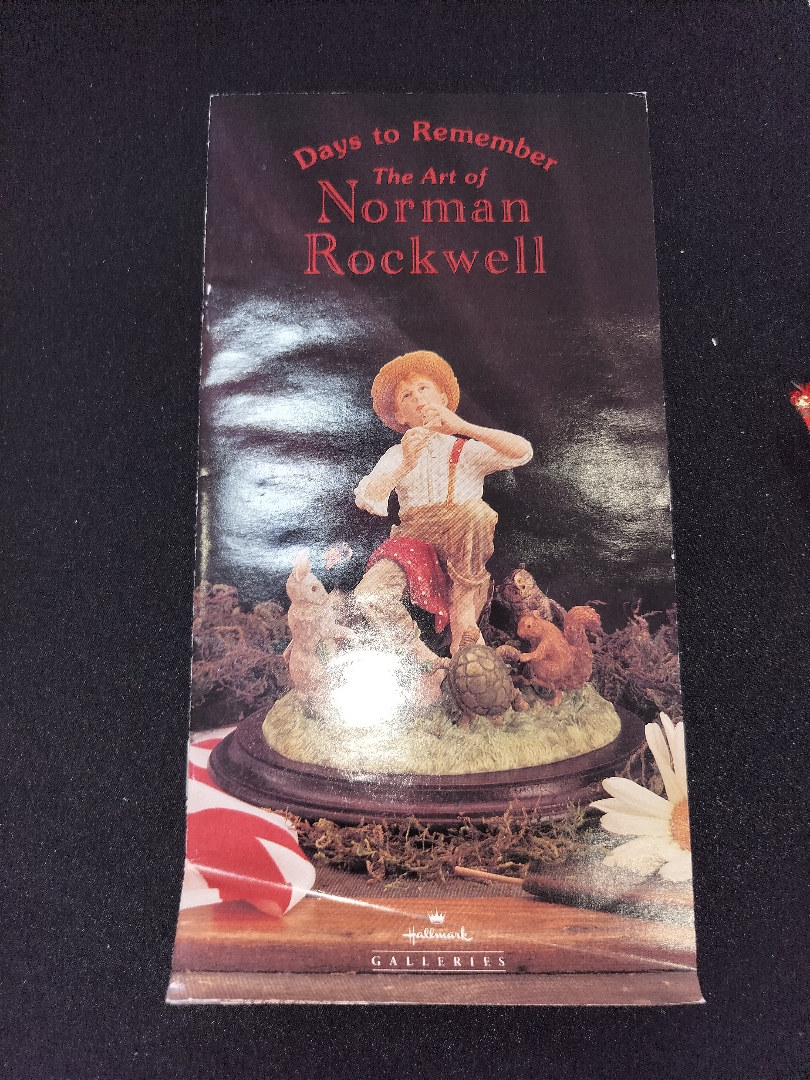 Days to Remember
The Art of
Norman
Rockwell
Hallmark
GALLERIES